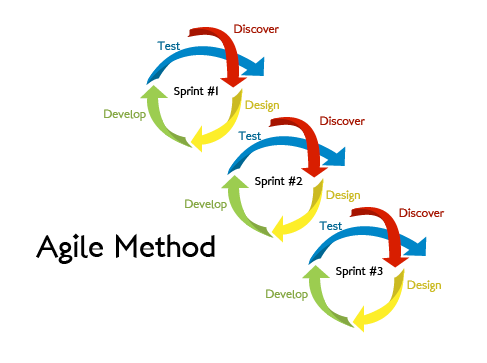 Discover
Test
Sprint #1
Design
Develop
Discover
Test
Sprint #2
Design
Develop
Discover
Test
Agile Method
Sprint #3
Design
Develop